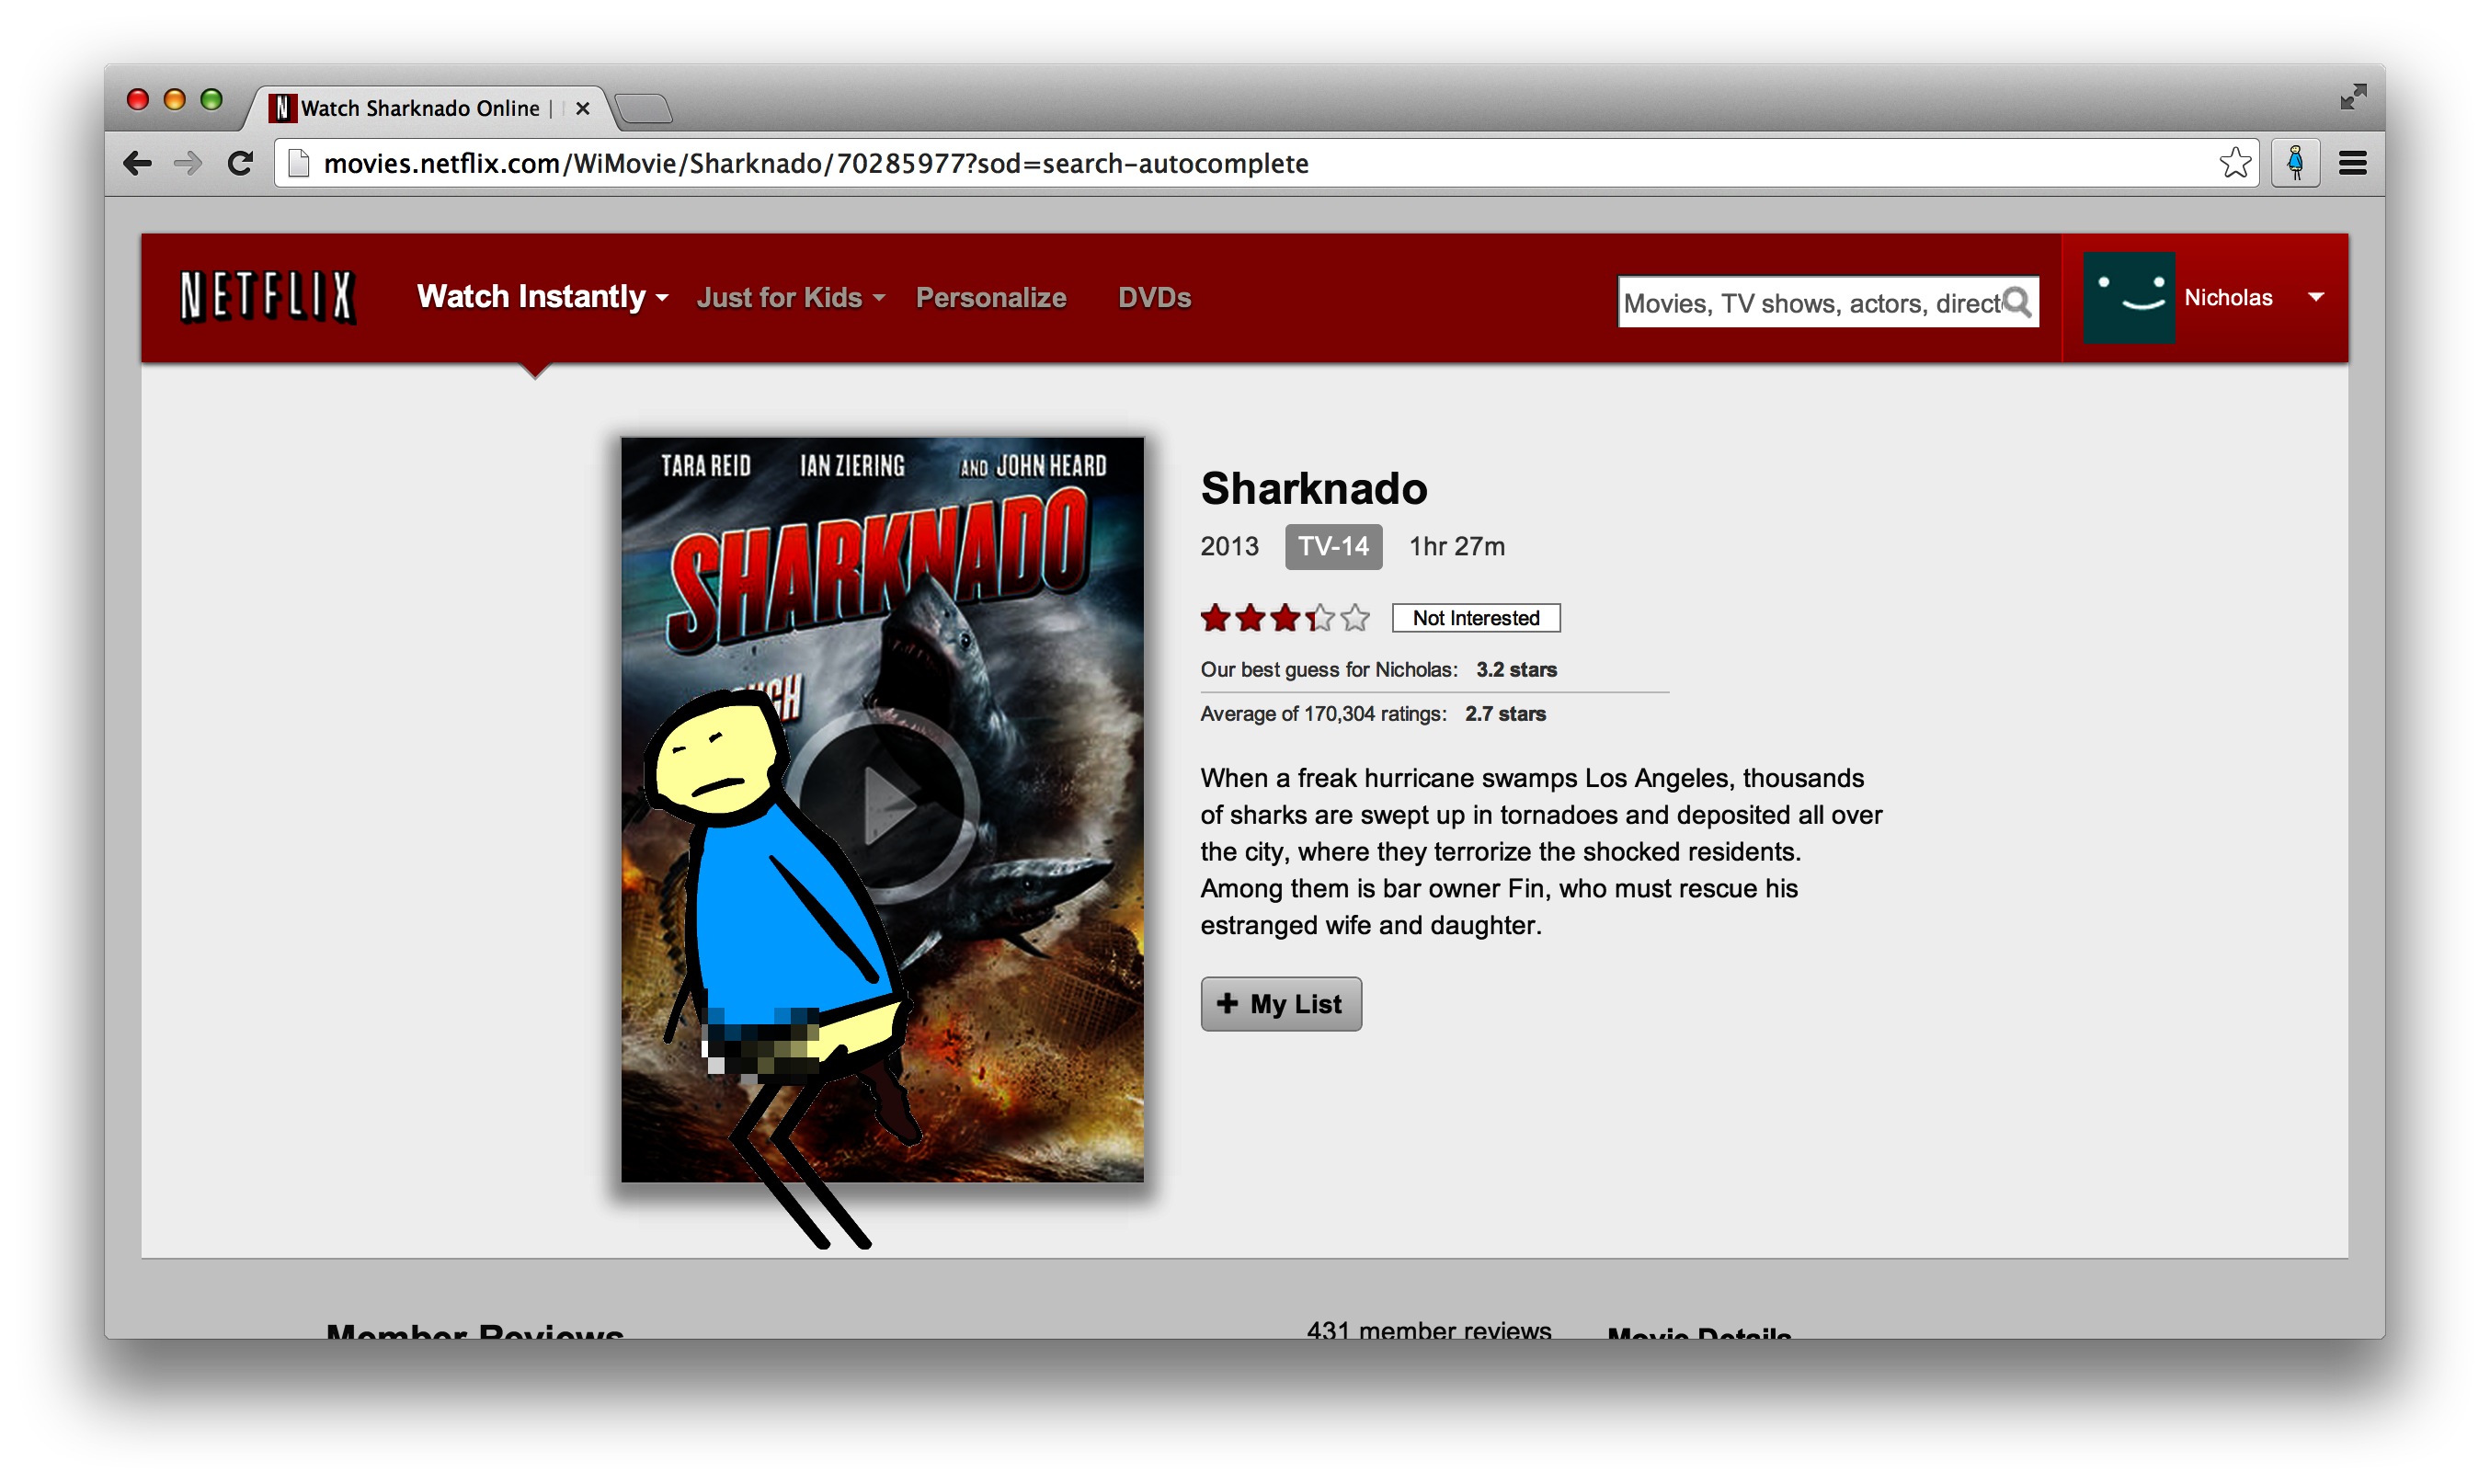 Watch Sharknado Online |
movies.netflix.com/WiMovie/Sharknado/70285977?sod=search-autocomplete
NETFLIX
Watch Instantly
Just for Kids
Personalize
DVDs
Movies, TV shows, actors, direct
Nicholas
TARA REID IAN ZIERING AND JOHN HEARD
SHARKNADO
Sharknado
2013 TV-14 1hr 27m
Not Interested
Our best guess for Nicholas: 3.2 stars
Average of 170,304 ratings: 2.7 stars
When a freak hurricane swamps Los Angeles, thousands
of sharks are swept up in tornadoes and deposited all over
the city, where they terrorize the shocked residents.
Among them is bar owner Fin, who must rescue his
estranged wife and daughter.
+ My List
Member Reviews
431 member reviews
Movie Details